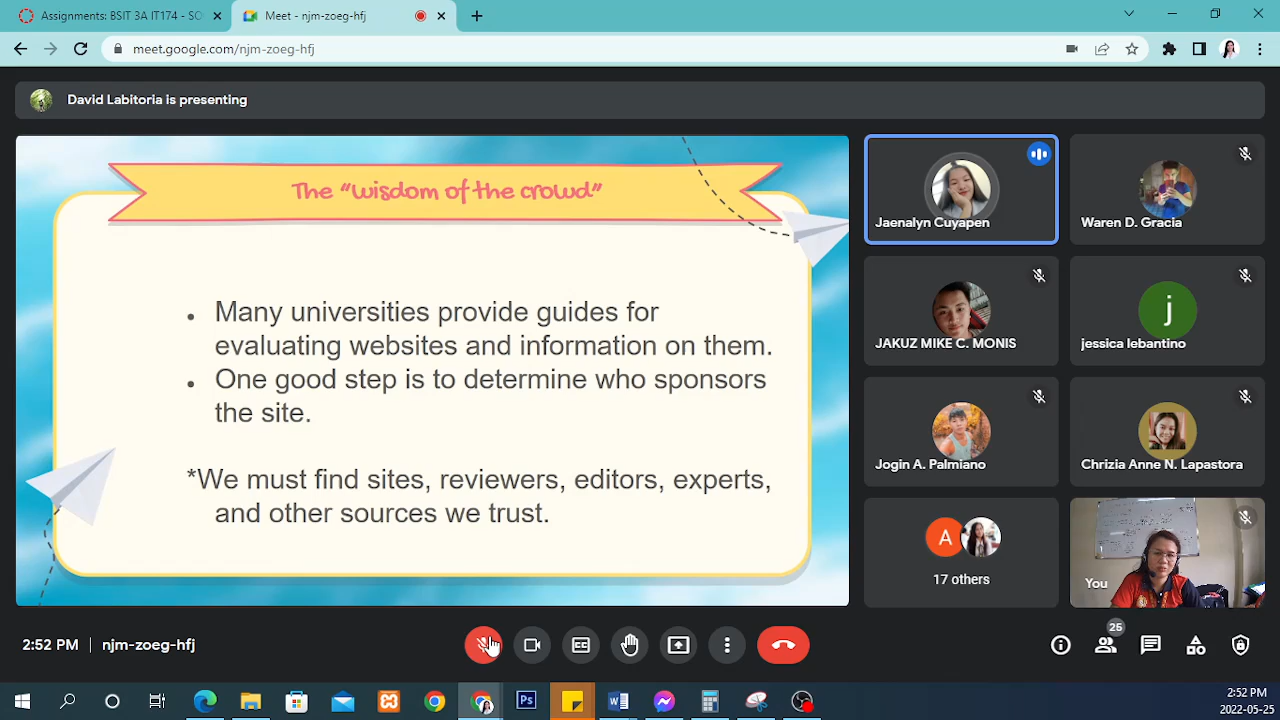 Assignments: BSIT 3A IT174 - SO
Meet - njm-zoeg-hfj
meet.google.com/njm-zoeg-hfj
David Labitoria is presenting
The "wisdom of the crowd"
• Many universities provide guides for
evaluating websites and information on them.
• One good step is to determine who sponsors
the site.
*We must find sites, reviewers, editors, experts,
and other sources we trust.
Jaenalyn Cuyapen
Waren D. Gracia
JAKUZ MIKE C. MONIS
j
jessica lebantino
Jogin A. Palmiano
Chrizia Anne N. Lapastora
A
17 others
You
2:52 PM | njm-zoeg-hfj
CC
25
Ps
W
2:52 PM
2022-05-25